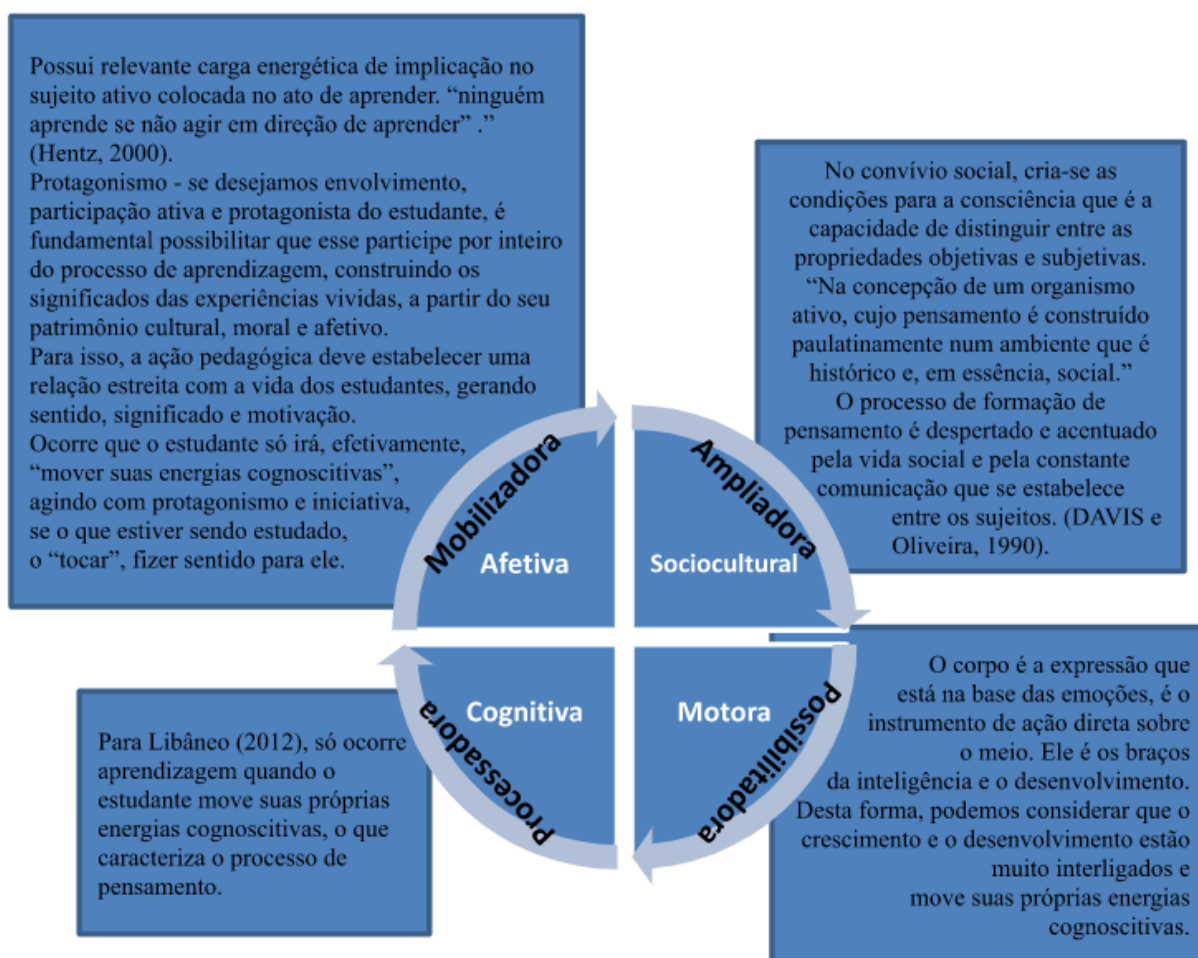 Possui relevante carga energética de implicação no
sujeito ativo colocada no ato de aprender. “ninguém
aprende se não agir em direção de aprender” .”
(Hentz, 2000).
Protagonismo - se desejamos envolvimento,
participação ativa e protagonista do estudante, é
fundamental possibilitar que esse participe por inteiro
do processo de aprendizagem, construindo os
significados das experiências vividas, a partir do seu
patrimônio cultural, moral e afetivo.
Para isso, a ação pedagógica deve estabelecer uma
relação estreita com a vida dos estudantes, gerando
sentido, significado e motivação.
Ocorre que o estudante só irá, efetivamente,
“mover suas energias cognoscitivas”,
agindo com protagonismo e iniciativa,
se o que estiver sendo estudado,
o “tocar”, fizer sentido para ele.
No convívio social, cria-se as
condições para a consciência que é a
capacidade de distinguir entre as
propriedades objetivas e subjetivas.
“Na concepção de um organismo
ativo, cujo pensamento é construído
paulatinamente num ambiente que é
histórico e, em essência, social.”
O processo de formação de
pensamento é despertado e acentuado
pela vida social e pela constante
comunicação que se estabelece
entre os sujeitos. (DAVIS e
Oliveira, 1990).
Mobilizadora
Afetiva
Ampliadora
Sociocultural
Processadora
Cognitiva
Possibilitadora
Motora
Para Libâneo (2012), só ocorre
aprendizagem quando o
estudante move suas próprias
energias cognoscitivas, o que
caracteriza o processo de
pensamento.
O corpo é a expressão que
está na base das emoções, é o
instrumento de ação direta sobre
o meio. Ele é os braços
da inteligência e o desenvolvimento.
Desta forma, podemos considerar que o
crescimento e o desenvolvimento estão
muito interligados e
move suas próprias energias
cognoscitivas.